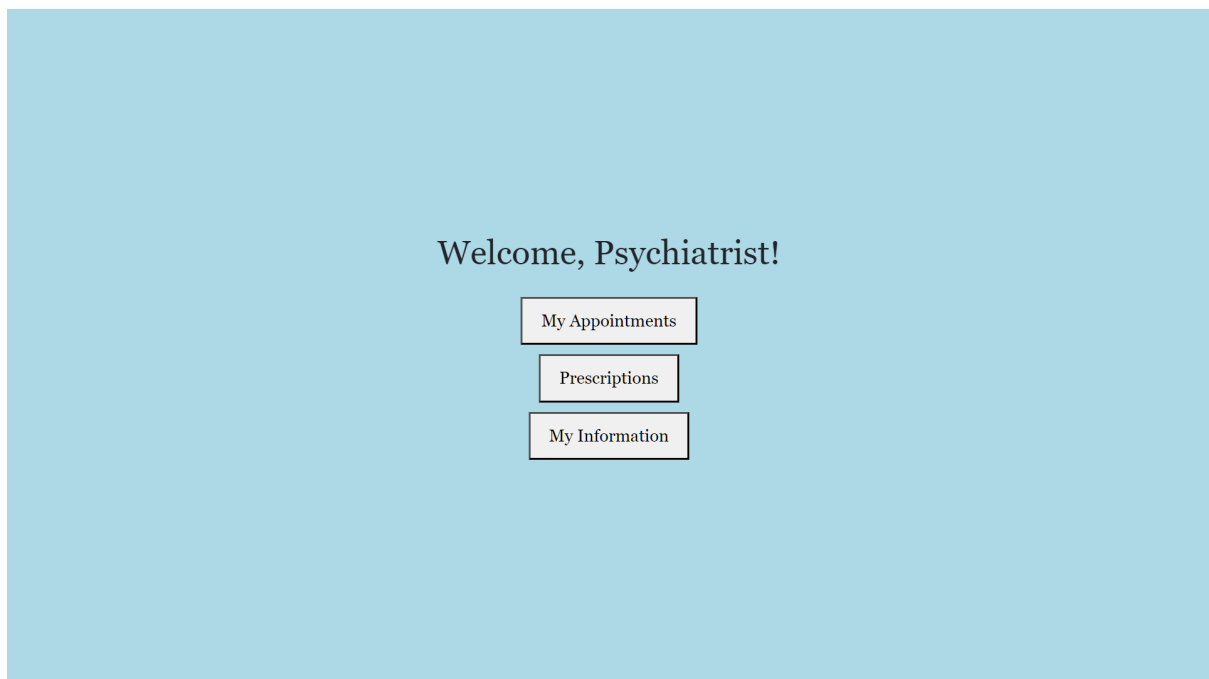 Welcome, Psychiatrist!
My Appointments
Prescriptions
My Information